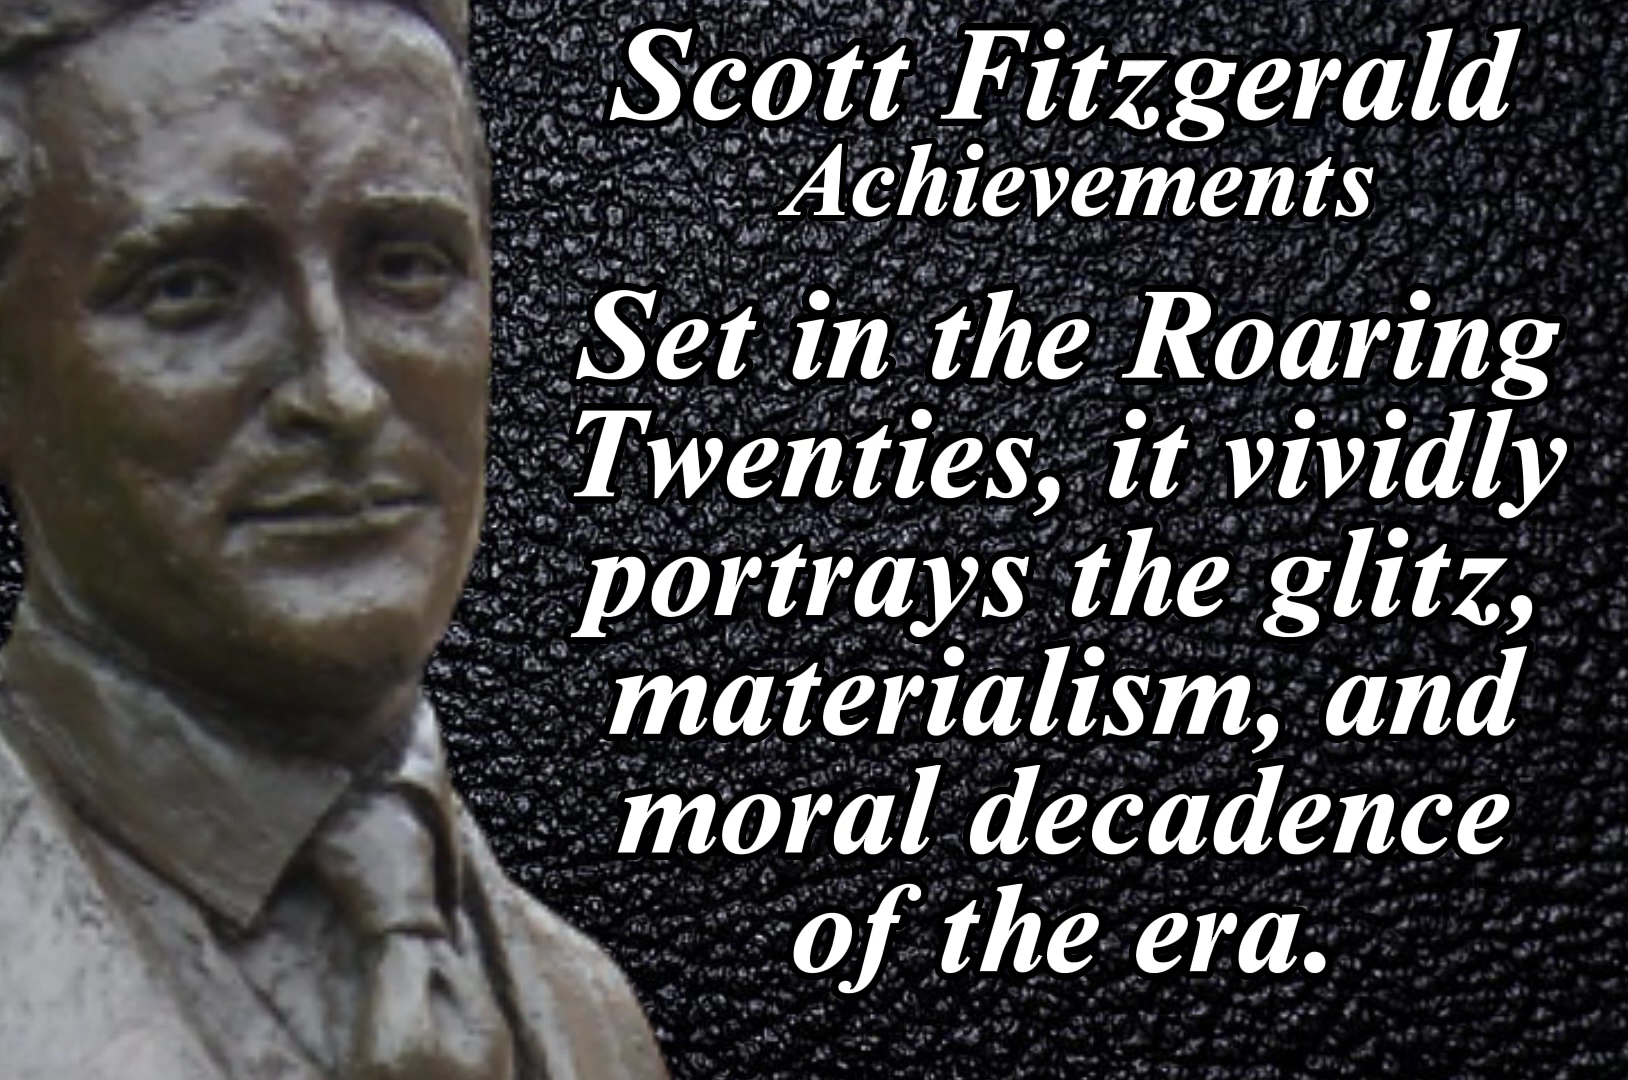 Scott Fitzgerald
Achievements
Set in the Roaring
Twenties, it vividly
portrays the glitz,
materialism, and
moral decadence
of the era.